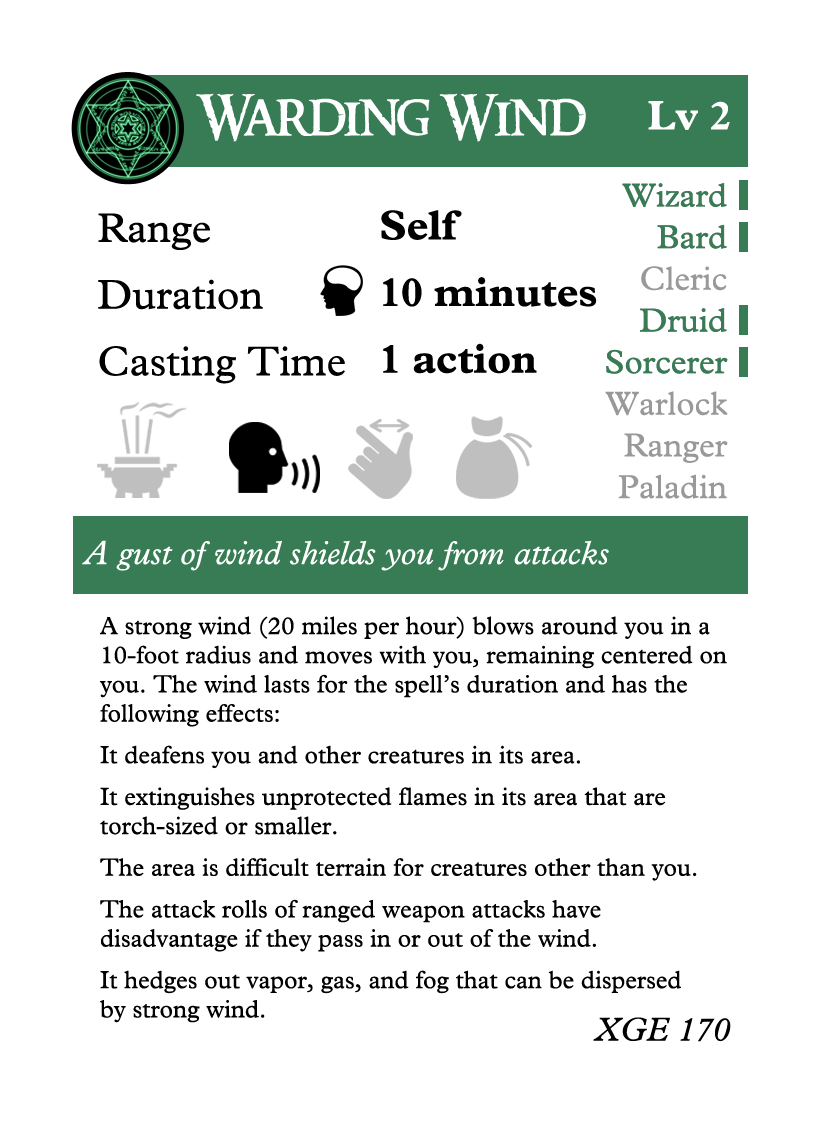 WARDING WIND
Lv 2
Range Self
Duration 10 minutes
Casting Time 1 action
Wizard
Bard
Cleric
Druid
Sorcerer
Warlock
Ranger
Paladin
A gust of wind shields you from attacks
A strong wind (20 miles per hour) blows around you in a
10-foot radius and moves with you, remaining centered on
you. The wind lasts for the spell’s duration and has the
following effects:
It deafens you and other creatures in its area.
It extinguishes unprotected flames in its area that are
torch-sized or smaller.
The area is difficult terrain for creatures other than you.
The attack rolls of ranged weapon attacks have
disadvantage if they pass in or out of the wind.
It hedges out vapor, gas, and fog that can be dispersed
by strong wind.
XGE 170